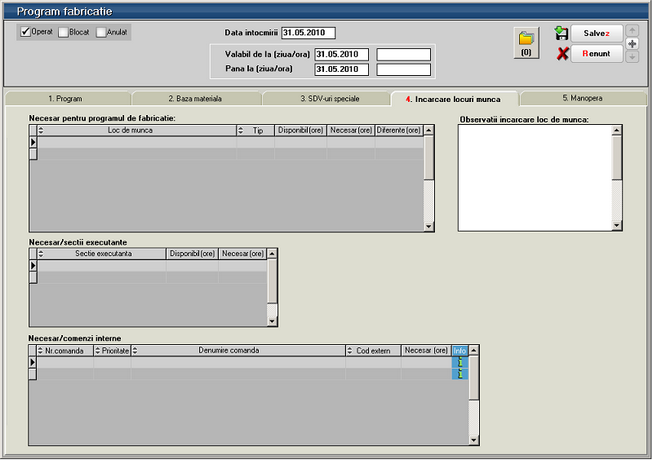 Program fabricatie
Operat Blocat Anulat
Data intocmirii 31.05.2010
Valabil de la (ziua/ora) 31.05.2010
Pana la (ziua/ora) 31.05.2010
(0)
Salvez
Renunt
1. Program 2. Baza materiala 3. SDV-uri speciale 4. Incarcare locuri munca 5. Manopera
Necesar pentru programul de fabricatie:
Loc de munca Tip Disponibil (ore) Necesar (ore) Diferente (ore)
Observatii incarcare loc de munca:
Necesar/sectii executante
Sectie executanta Disponibil (ore) Necesar (ore)
Necesar/comenzi interne
Nr.comanda Prioritate Denumire comanda Cod extern Necesar (ore) Info